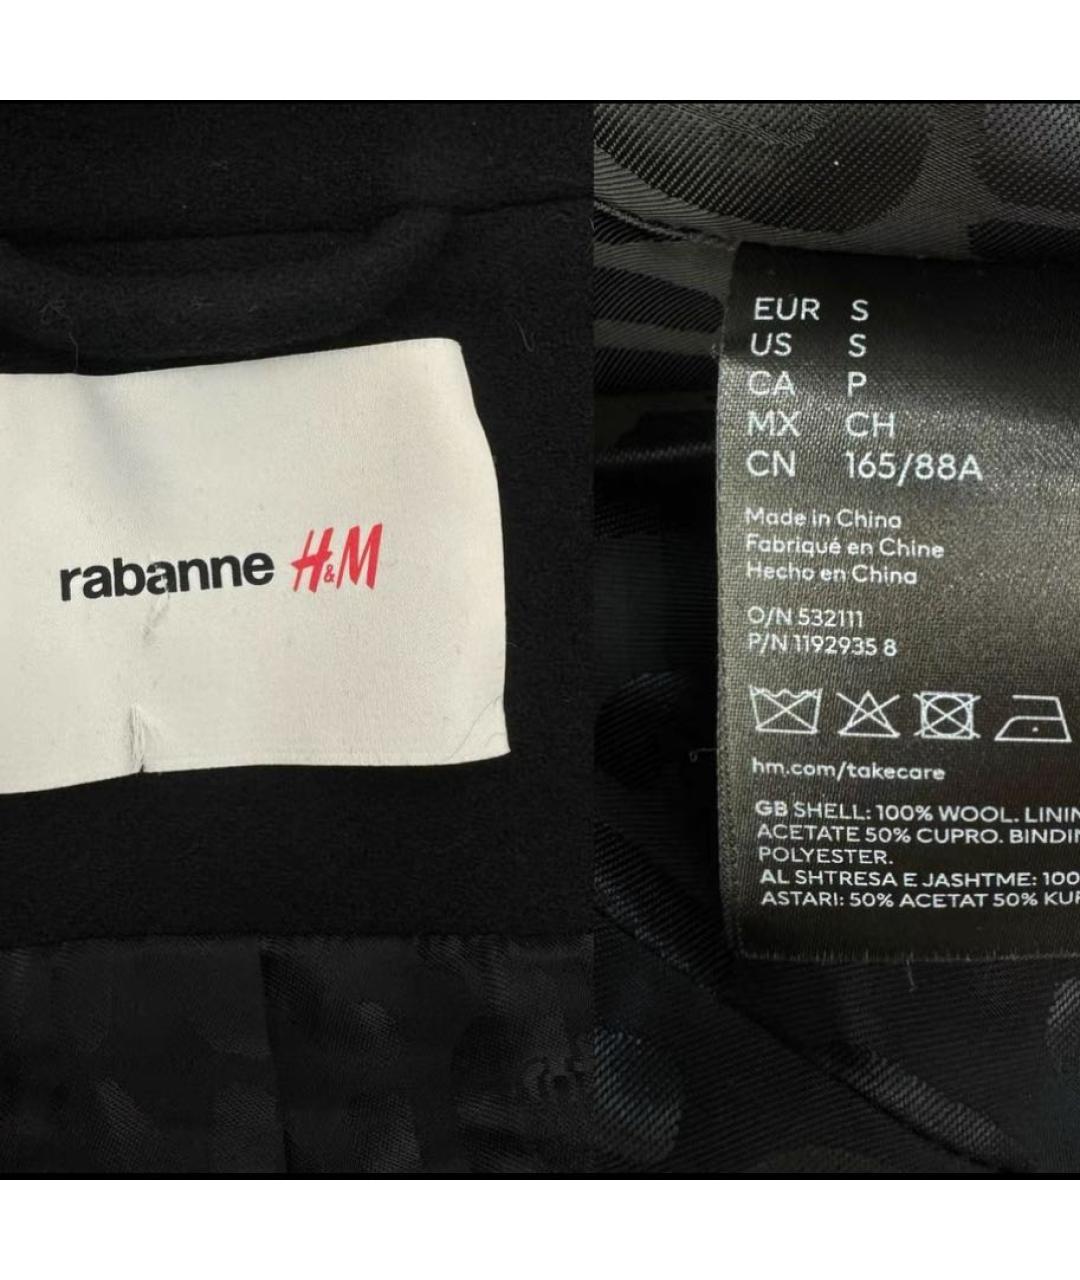 rabanne H&M
EUR S
US S
CA P
MX CH
CN 165/88A
Made in China
Fabriqué en Chine
Hecho en China
O/N 532111
P/N 1192935 8
hm.com/takecare
GB SHELL: 100% WOOL. LININ
ACETATE 50% CUPRO. BINDIN
POLYESTER.
AL SHTRESA E JASHTME: 100
ASTARI: 50% ACETAT 50% KUP